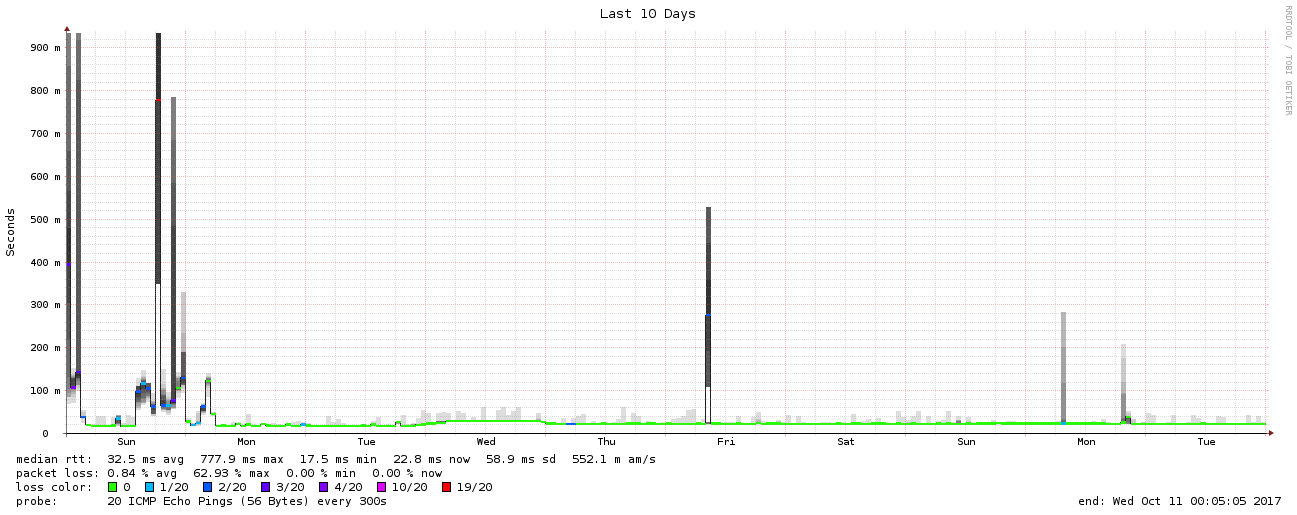 Last 10 Days
RRDTOOL / TOBI OETIKER
Seconds
900 m
800 m
700 m
600 m
500 m
400 m
300 m
200 m
100 m
0
Sun Mon Tue Wed Thu Fri Sat Sun Mon Tue
median rtt: 32.5 ms avg 777.9 ms max 17.5 ms min 22.8 ms now 58.9 ms sd 552.1 m am/s
packet loss: 0.84 % avg 62.93 % max 0.00 % min 0.00 % now
loss color: 0 1/20 2/20 3/20 4/20 10/20 19/20
probe: 20 ICMP Echo Pings (56 Bytes) every 300s end: Wed Oct 11 00:05:05 2017